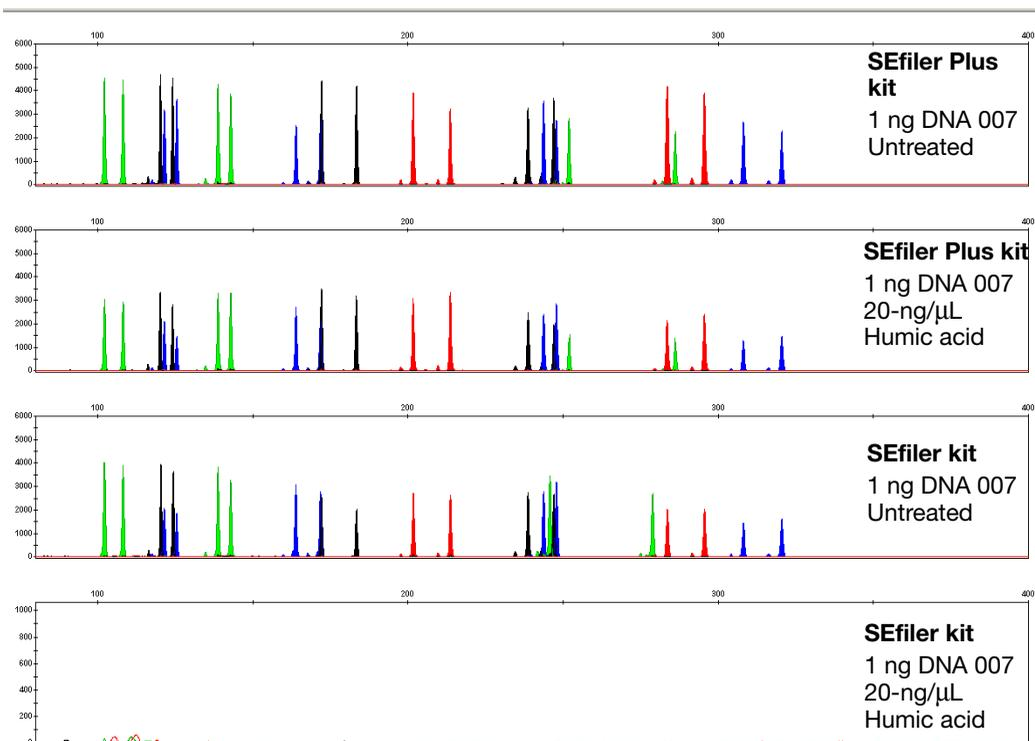 100 200 300 400
6000
5000
4000
3000
2000
1000
0
SEfiler Plus
kit
1 ng DNA 007
Untreated
100 200 300 400
6000
5000
4000
3000
2000
1000
0
SEfiler Plus kit
1 ng DNA 007
20-ng/μL
Humic acid
100 200 300 400
6000
5000
4000
3000
2000
1000
0
SEfiler kit
1 ng DNA 007
Untreated
100 200 300 400
1000
800
600
400
200
0
SEfiler kit
1 ng DNA 007
20-ng/μL
Humic acid